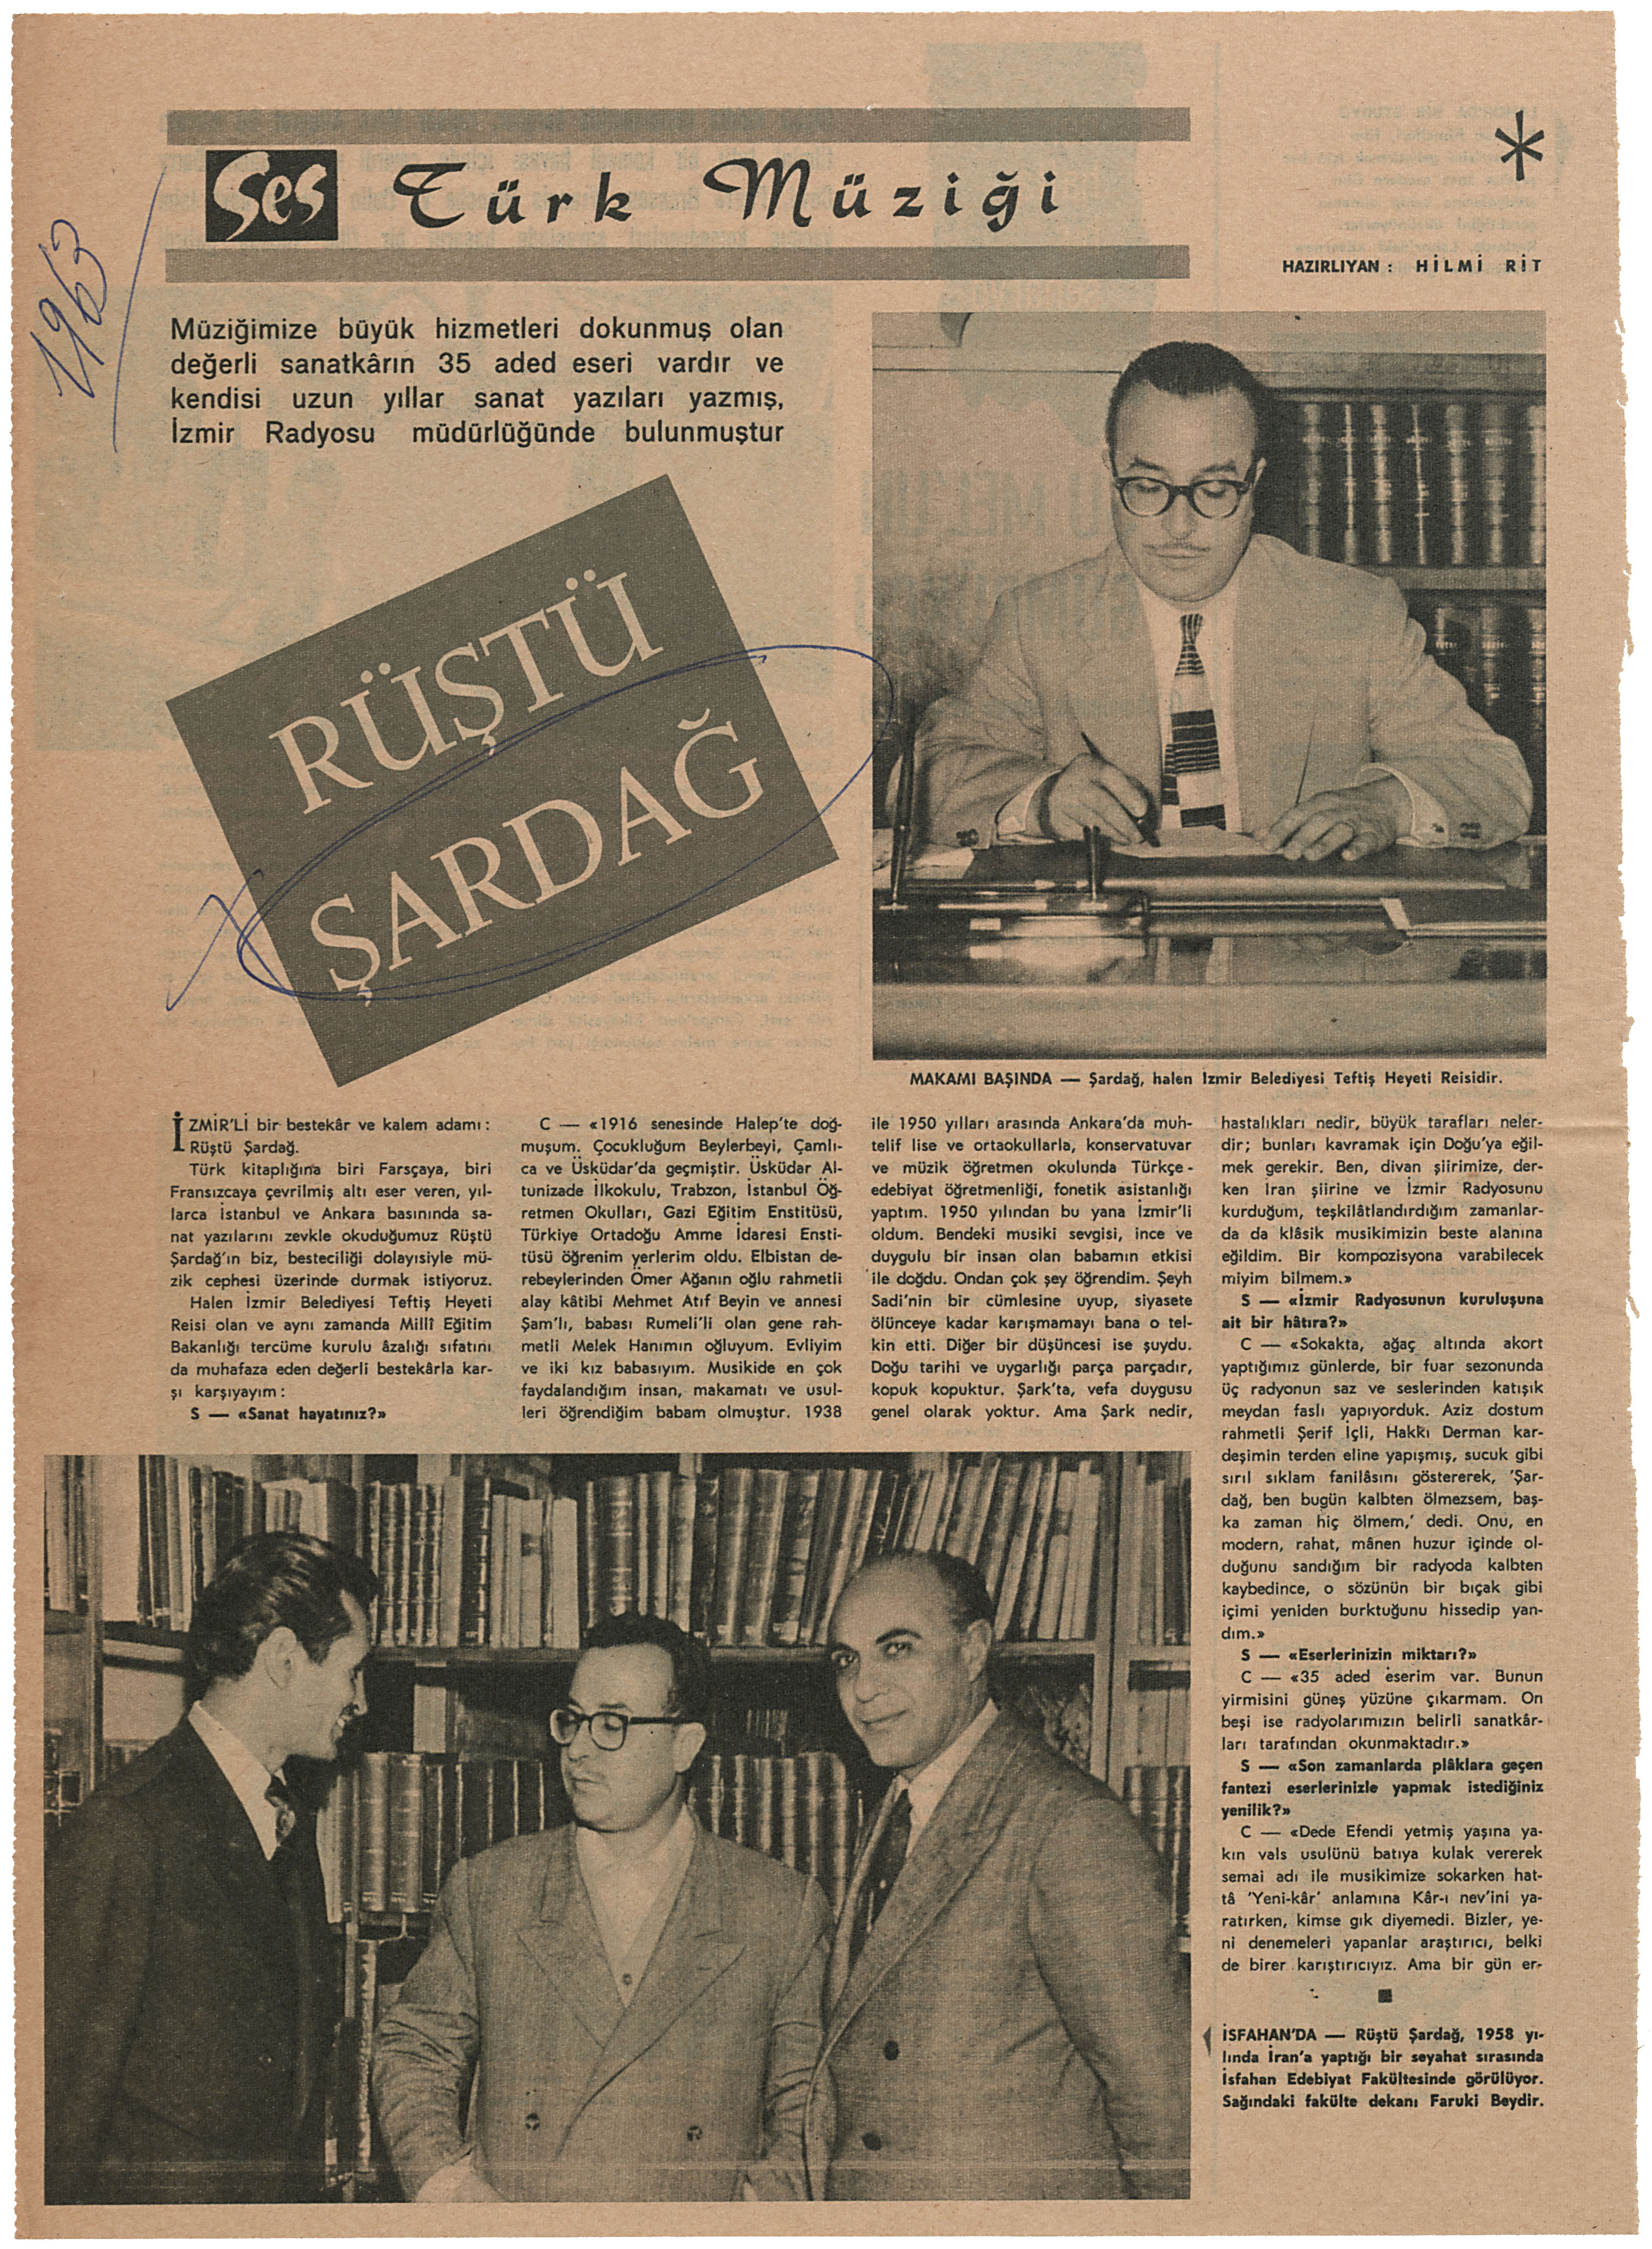 1963
Ses Türk Müziği
HAZIRLIYAN : HİLMİ RİT
Müziğimize büyük hizmetleri dokunmuş olan
değerli sanatkârın 35 aded eseri vardır ve
kendisi uzun yıllar sanat yazıları yazmış,
İzmir Radyosu müdürlüğünde bulunmuştur
RÜŞTÜ
ŞARDAĞ
MAKAMI BAŞINDA — Şardağ, halen İzmir Belediyesi Teftiş Heyeti Reisidir.
İZMİR'Lİ bir bestekâr ve kalem adamı :
Rüştü Şardağ.
Türk kitaplığına biri Farsçaya, biri
Fransızcaya çevrilmiş altı eser veren, yıl-
larca İstanbul ve Ankara basınında sa-
nat yazılarını zevkle okuduğumuz Rüştü
Şardağ'ın biz, besteciliği dolayısiyle mü-
zik cephesi üzerinde durmak istiyoruz.
Halen İzmir Belediyesi Teftiş Heyeti
Reisi olan ve aynı zamanda Millî Eğitim
Bakanlığı tercüme kurulu âzalığı sıfatını
da muhafaza eden değerli bestekârla kar-
şı karşıyayım :
S — «Sanat hayatınız?»
C — «1916 senesinde Halep'te doğ-
muşum. Çocukluğum Beylerbeyi, Çamlı-
ca ve Üsküdar'da geçmiştir. Üsküdar Al-
tunizade İlkokulu, Trabzon, İstanbul Öğ-
retmen Okulları, Gazi Eğitim Enstitüsü,
Türkiye Ortadoğu Amme İdaresi Ensti-
tüsü öğrenim yerlerim oldu. Elbistan de-
rebeylerinden Ömer Ağanın oğlu rahmetli
alay kâtibi Mehmet Atıf Beyin ve annesi
Şam'lı, babası Rumeli'li olan gene rah-
metli Melek Hanımın oğluyum. Evliyim
ve iki kız babasıyım. Musikide en çok
faydalandığım insan, makamatı ve usul-
leri öğrendiğim babam olmuştur. 1938
ile 1950 yılları arasında Ankara'da muh-
telif lise ve ortaokullarla, konservatuvar
ve müzik öğretmen okulunda Türkçe -
edebiyat öğretmenliği, fonetik asistanlığı
yaptım. 1950 yılından bu yana İzmir'li
oldum. Bendeki musiki sevgisi, ince ve
duygulu bir insan olan babamın etkisi
ile doğdu. Ondan çok şey öğrendim. Şeyh
Sadi'nin bir cümlesine uyup, siyasete
ölünceye kadar karışmamayı bana o tel-
kin etti. Diğer bir düşüncesi ise şuydu.
Doğu tarihi ve uygarlığı parça parçadır,
kopuk kopuktur. Şark'ta, vefa duygusu
genel olarak yoktur. Ama Şark nedir,
hastalıkları nedir, büyük tarafları neler-
dir; bunları kavramak için Doğu'ya eğil-
mek gerekir. Ben, divan şiirimize, der-
ken İran şiirine ve İzmir Radyosunu
kurduğum, teşkilâtlandırdığım zamanlar-
da da klâsik musikimizin beste alanına
eğildim. Bir kompozisyona varabilecek
miyim bilmem.»
S — «İzmir Radyosunun kuruluşuna
ait bir hâtıra?»
C — «Sokakta, ağaç altında akort
yaptığımız günlerde, bir fuar sezonunda
üç radyonun saz ve seslerinden katışık
meydan faslı yapıyorduk. Aziz dostum
rahmetli Şerif İçli, Hakkı Derman kar-
deşimin terden eline yapışmış, sucuk gibi
sırıl sıklam fanilâsını göstererek, 'Şar-
dağ, ben bugün kalbten ölmezsem, baş-
ka zaman hiç ölmem,' dedi. Onu, en
modern, rahat, mânen huzur içinde ol-
duğunu sandığım bir radyoda kalbten
kaybedince, o sözünün bir bıçak gibi
içimi yeniden burktuğunu hissedip yan-
dım.»
S — «Eserlerinizin miktarı?»
C — «35 aded eserim var. Bunun
yirmisini güneş yüzüne çıkarmam. On
beşi ise radyolarımızın belirli sanatkâr-
ları tarafından okunmaktadır.»
S — «Son zamanlarda plâklara geçen
fantezi eserlerinizle yapmak istediğiniz
yenilik?»
C — «Dede Efendi yetmiş yaşına ya-
kın vals usulünü batıya kulak vererek
semai adı ile musikimize sokarken hat-
tâ 'Yeni-kâr' anlamına Kâr-ı nev'ini ya-
ratırken, kimse gık diyemedi. Bizler, ye-
ni denemeleri yapanlar araştırıcı, belki
de birer karıştırıcıyız. Ama bir gün er-
İSFAHAN'DA — Rüştü Şardağ, 1958 yı-
lında İran'a yaptığı bir seyahat sırasında
İsfahan Edebiyat Fakültesinde görülüyor.
Sağındaki fakülte dekanı Faruki Beydir.